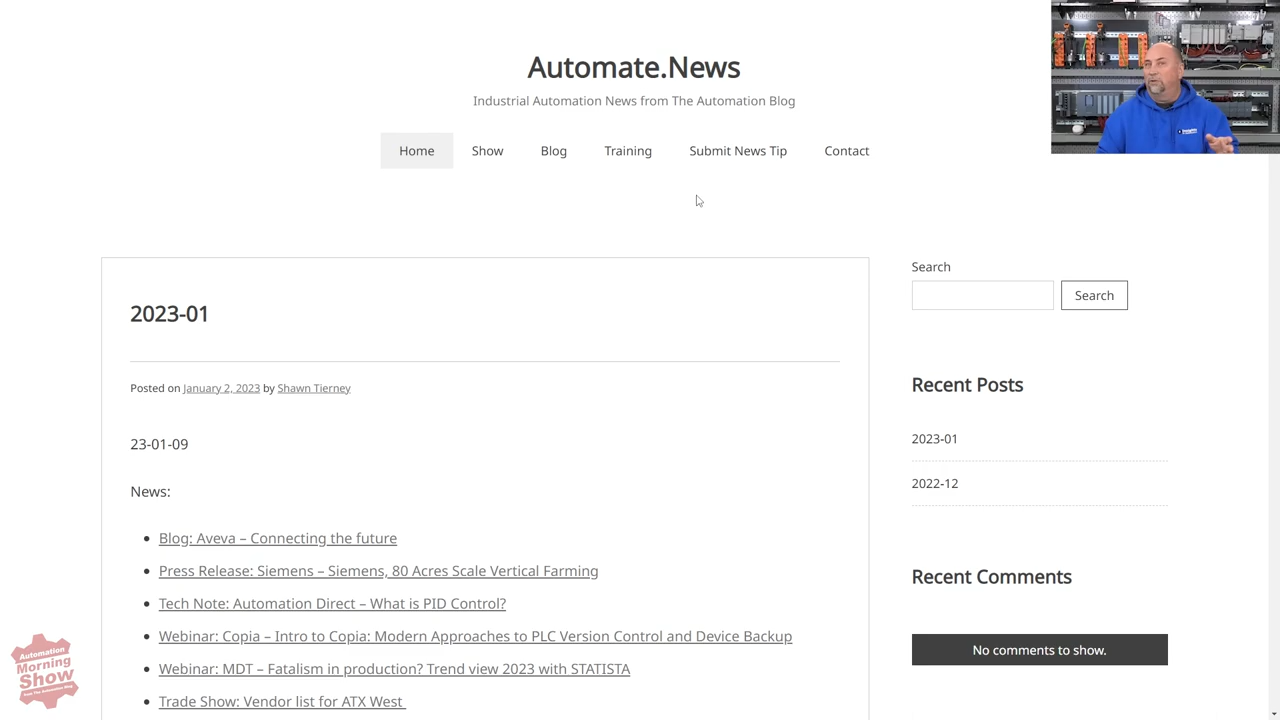 Automate.News
Industrial Automation News from The Automation Blog
Home Show Blog Training Submit News Tip Contact
2023-01
Posted on January 2, 2023 by Shawn Tierney
23-01-09
News:
Blog: Aveva – Connecting the future
Press Release: Siemens – Siemens, 80 Acres Scale Vertical Farming
Tech Note: Automation Direct – What is PID Control?
Webinar: Copia – Intro to Copia: Modern Approaches to PLC Version Control and Device Backup
Webinar: MDT – Fatalism in production? Trend view 2023 with STATISTA
Trade Show: Vendor list for ATX West
Search
Search
Recent Posts
2023-01
2022-12
Recent Comments
No comments to show.
Automation
Morning
Show
from The Automation Blog